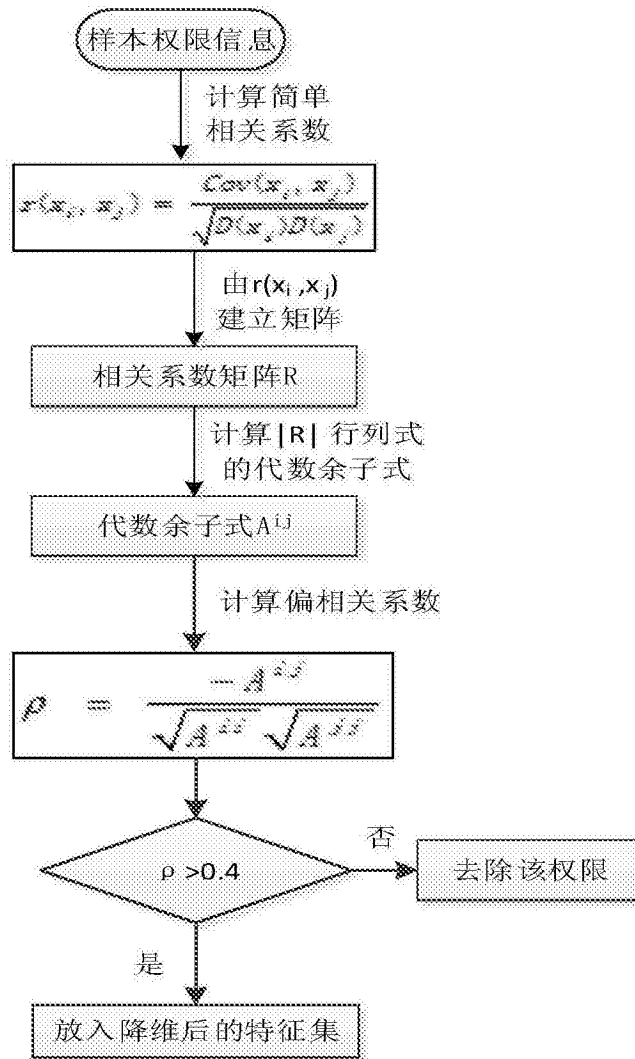 样本权限信息
计算简单
相关系数
r(x_i, x_j) = Cov(x_i, x_j) / √D(x_i)D(x_j)
由r(x_i,x_j)
建立矩阵
相关系数矩阵R
计算|R| 行列式
的代数余子式
代数余子式A^ij
计算偏相关系数
ρ = -A^ij / √A^ii √A^jj
ρ>0.4
否
去除该权限
是
放入降维后的特征集